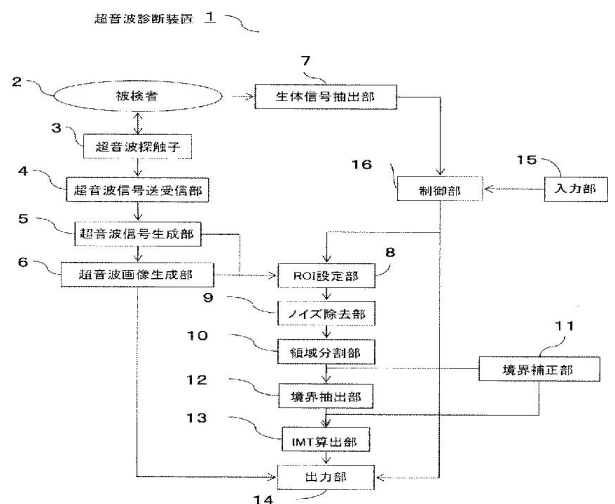 超音波診断装置 1
7
2
被検者
生体信号抽出部
3
超音波探触子
16
15
4
超音波信号送受信部
制御部
入力部
5
超音波信号生成部
6
超音波画像生成部
ROI設定部
8
9
ノイズ除去部
10
領域分割部
11
12
境界抽出部
境界補正部
13
IMT算出部
出力部
14